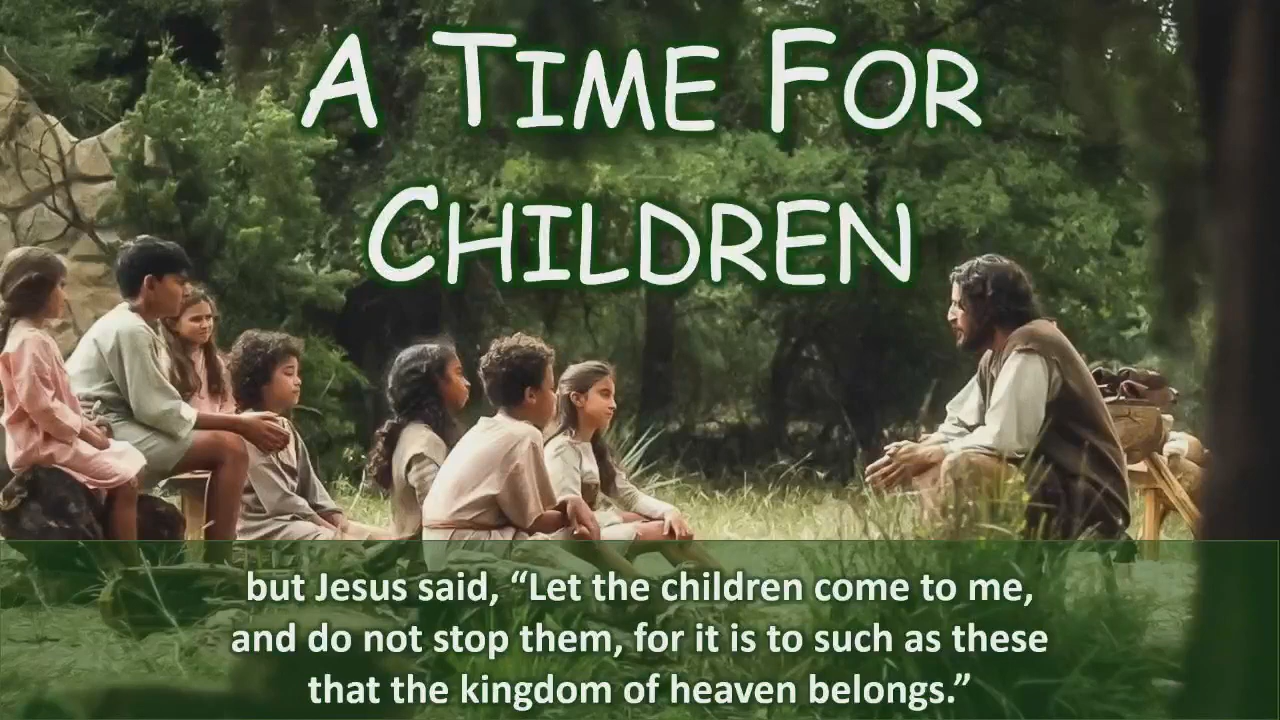 A TIME FOR
CHILDREN
but Jesus said, “Let the children come to me,
and do not stop them, for it is to such as these
that the kingdom of heaven belongs.”